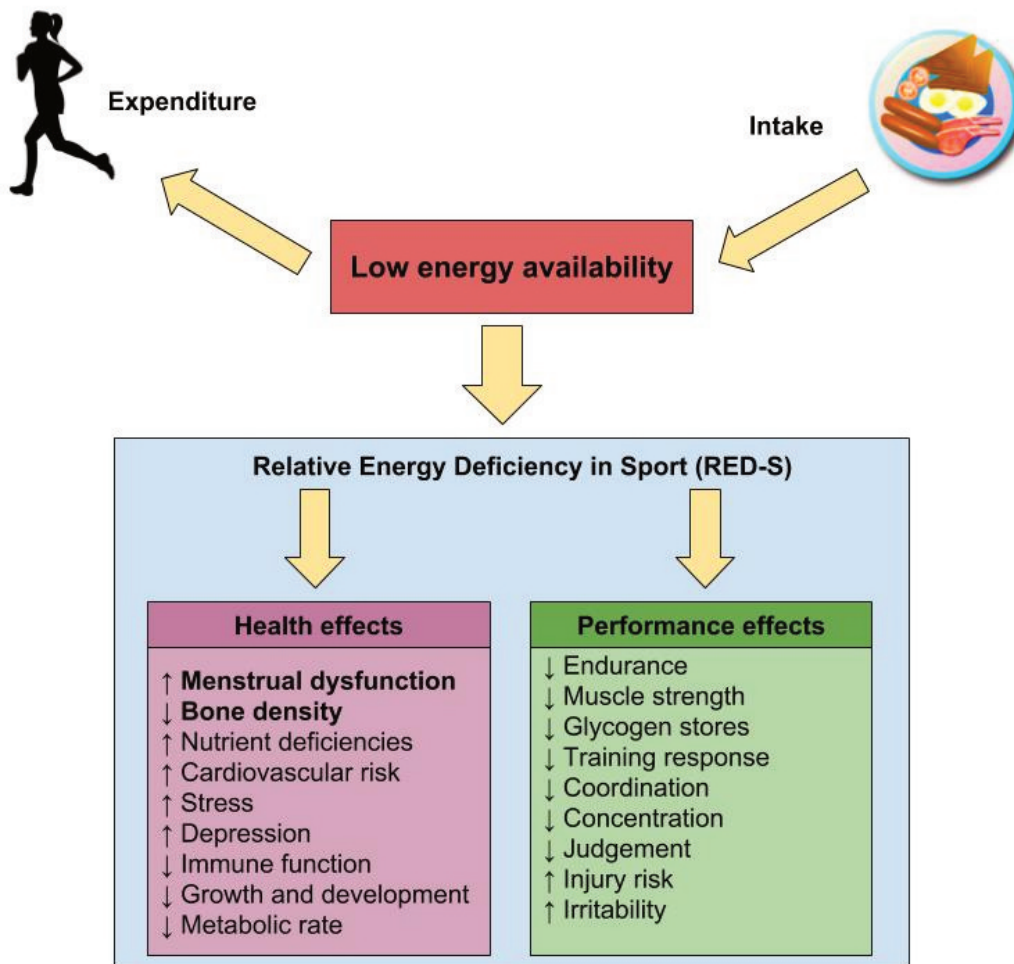 Expenditure
Intake
Low energy availability
Relative Energy Deficiency in Sport (RED-S)
Health effects
↑ Menstrual dysfunction
↓ Bone density
↑ Nutrient deficiencies
↑ Cardiovascular risk
↑ Stress
↑ Depression
↓ Immune function
↓ Growth and development
↓ Metabolic rate
Performance effects
↓ Endurance
↓ Muscle strength
↓ Glycogen stores
↓ Training response
↓ Coordination
↓ Concentration
↓ Judgement
↑ Injury risk
↑ Irritability